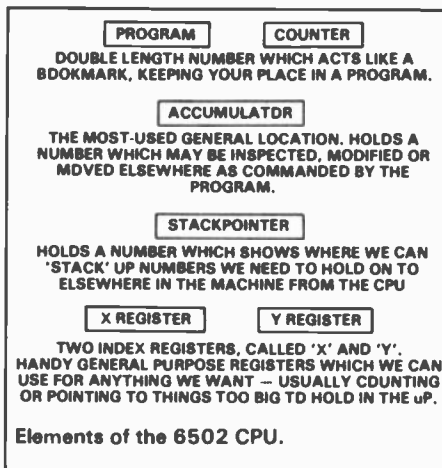 PROGRAM COUNTER
DOUBLE LENGTH NUMBER WHICH ACTS LIKE A
BOOKMARK, KEEPING YOUR PLACE IN A PROGRAM.
ACCUMULATOR
THE MOST-USED GENERAL LOCATION. HOLDS A
NUMBER WHICH MAY BE INSPECTED, MODIFIED OR
MOVED ELSEWHERE AS COMMANDED BY THE
PROGRAM.
STACKPOINTER
HOLDS A NUMBER WHICH SHOWS WHERE WE CAN
'STACK' UP NUMBERS WE NEED TO HOLD ON TO
ELSEWHERE IN THE MACHINE FROM THE CPU
X REGISTER Y REGISTER
TWO INDEX REGISTERS, CALLED 'X' AND 'Y'.
HANDY GENERAL PURPOSE REGISTERS WHICH WE CAN
USE FOR ANYTHING WE WANT — USUALLY COUNTING
OR POINTING TO THINGS TOO BIG TO HOLD IN THE uP.
Elements of the 6502 CPU.